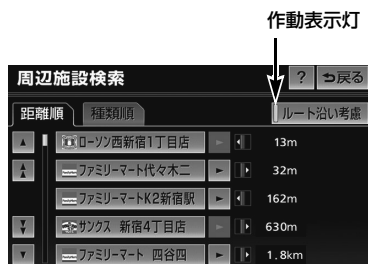 作動表示灯
周辺施設検索 ? 戻る
距離順 種類順 ルート沿い考慮
ローソン西新宿1丁目店 13m
ファミリーマート代々木二 32m
ファミリーマートK2新宿駅 162m
サンクス 新宿4丁目店 630m
ファミリーマート 四谷四 1.8km